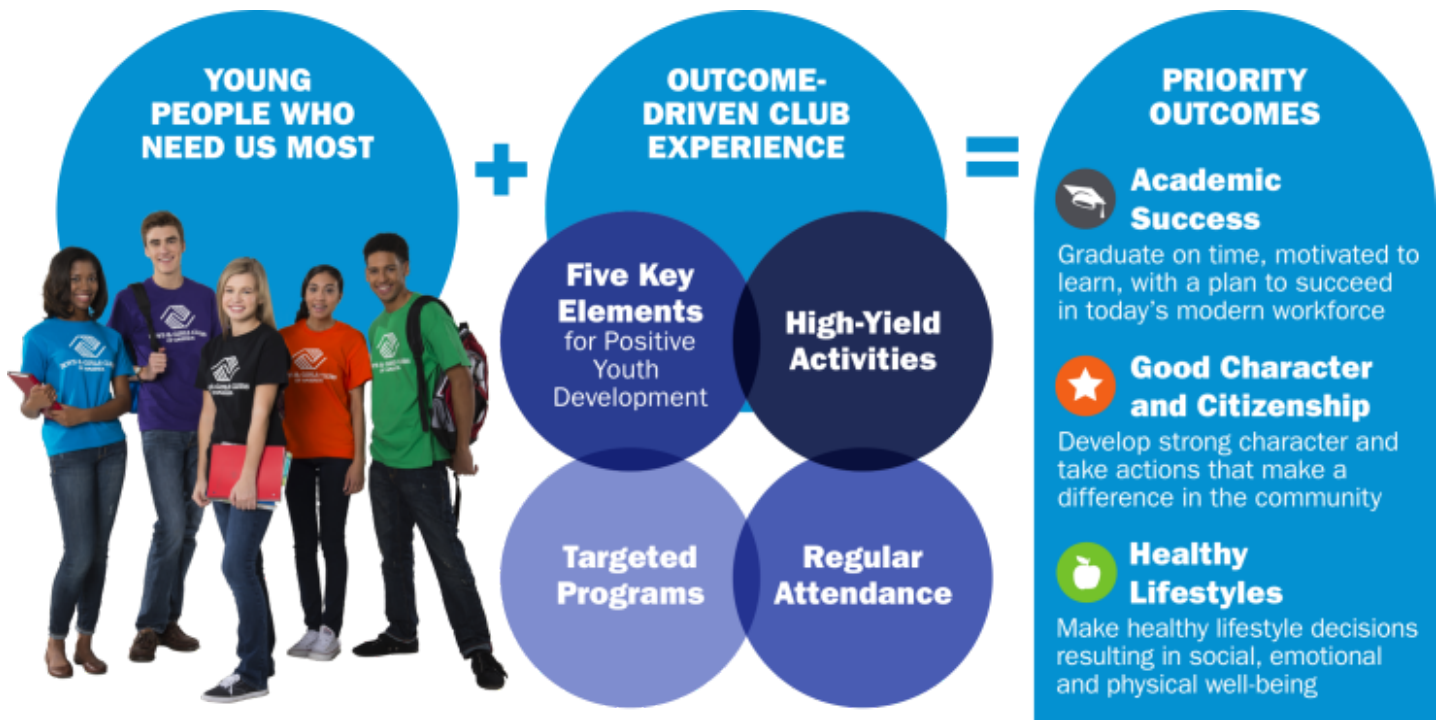 YOUNG
PEOPLE WHO
NEED US MOST
+
OUTCOME-
DRIVEN CLUB
EXPERIENCE
Five Key
Elements
for Positive
Youth
Development
High-Yield
Activities
Targeted
Programs
Regular
Attendance
=
PRIORITY
OUTCOMES
Academic
Success
Graduate on time, motivated to
learn, with a plan to succeed
in today's modern workforce
Good Character
and Citizenship
Develop strong character and
take actions that make a
difference in the community
Healthy
Lifestyles
Make healthy lifestyle decisions
resulting in social, emotional
and physical well-being